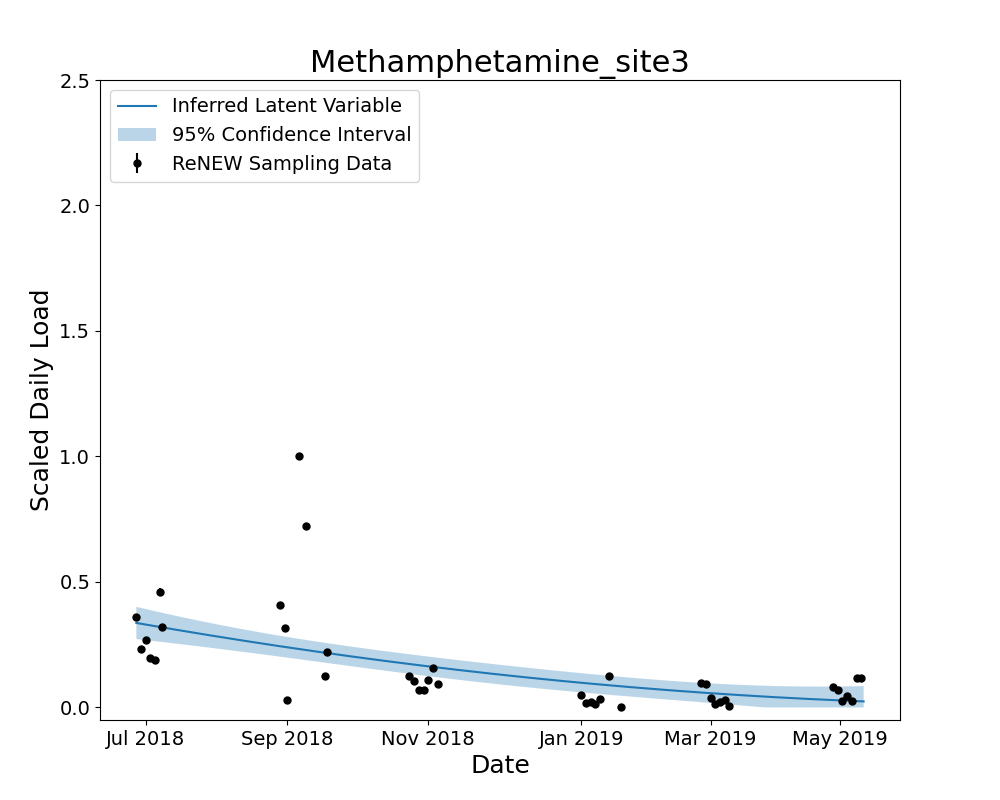 Methamphetamine_site3
2.5
2.0
1.5
1.0
0.5
0.0
Scaled Daily Load
Inferred Latent Variable
95% Confidence Interval
ReNEW Sampling Data
Jul 2018
Sep 2018
Nov 2018
Jan 2019
Mar 2019
May 2019
Date